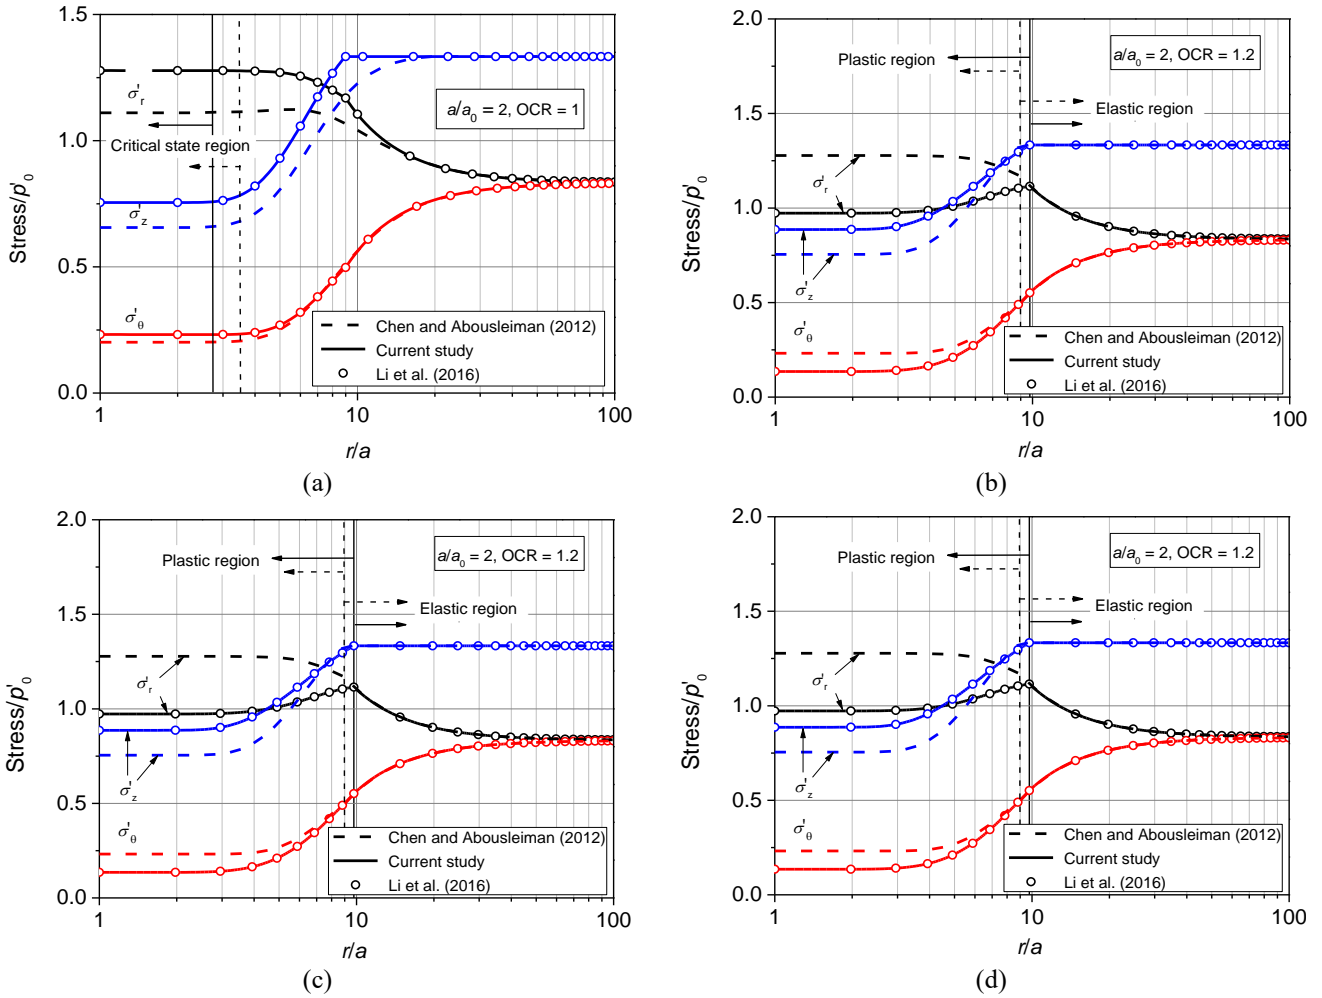 1.5
1.0
0.5
0.0
Stress/p'0
σ'r
σ'z
σ'θ
a/a0 = 2, OCR = 1
Critical state region
Chen and Abousleiman (2012)
Current study
Li et al. (2016)
1 10 100
r/a
(a)
2.0
1.5
1.0
0.5
0.0
Stress/p'0
Plastic region
a/a0 = 2, OCR = 1.2
Elastic region
σ'r
σ'z
σ'θ
Chen and Abousleiman (2012)
Current study
Li et al. (2016)
1 10 100
r/a
(b)
2.0
1.5
1.0
0.5
0.0
Stress/p'0
Plastic region
a/a0 = 2, OCR = 1.2
Elastic region
σ'r
σ'z
σ'θ
Chen and Abousleiman (2012)
Current study
Li et al. (2016)
1 10 100
r/a
(c)
2.0
1.5
1.0
0.5
0.0
Stress/p'0
Plastic region
a/a0 = 2, OCR = 1.2
Elastic region
σ'r
σ'z
σ'θ
Chen and Abousleiman (2012)
Current study
Li et al. (2016)
1 10 100
r/a
(d)